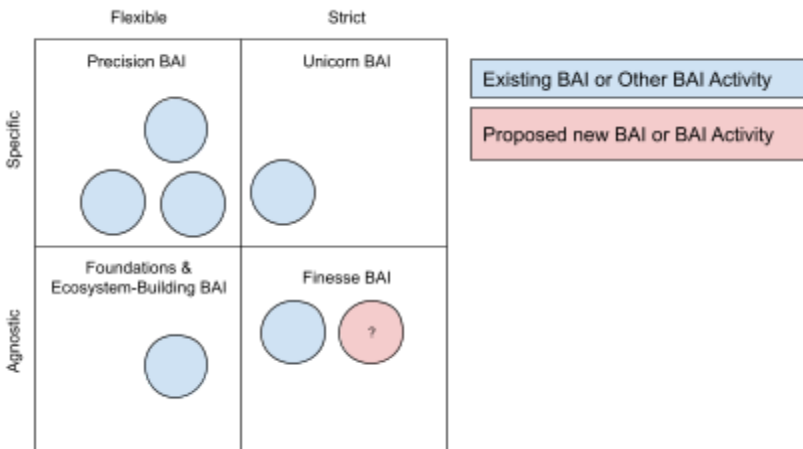 Flexible
Strict
Precision BAI
Unicorn BAI
Existing BAI or Other BAI Activity
Proposed new BAI or BAI Activity
Specific
Foundations &
Ecosystem-Building BAI
Finesse BAI
?
Agnostic